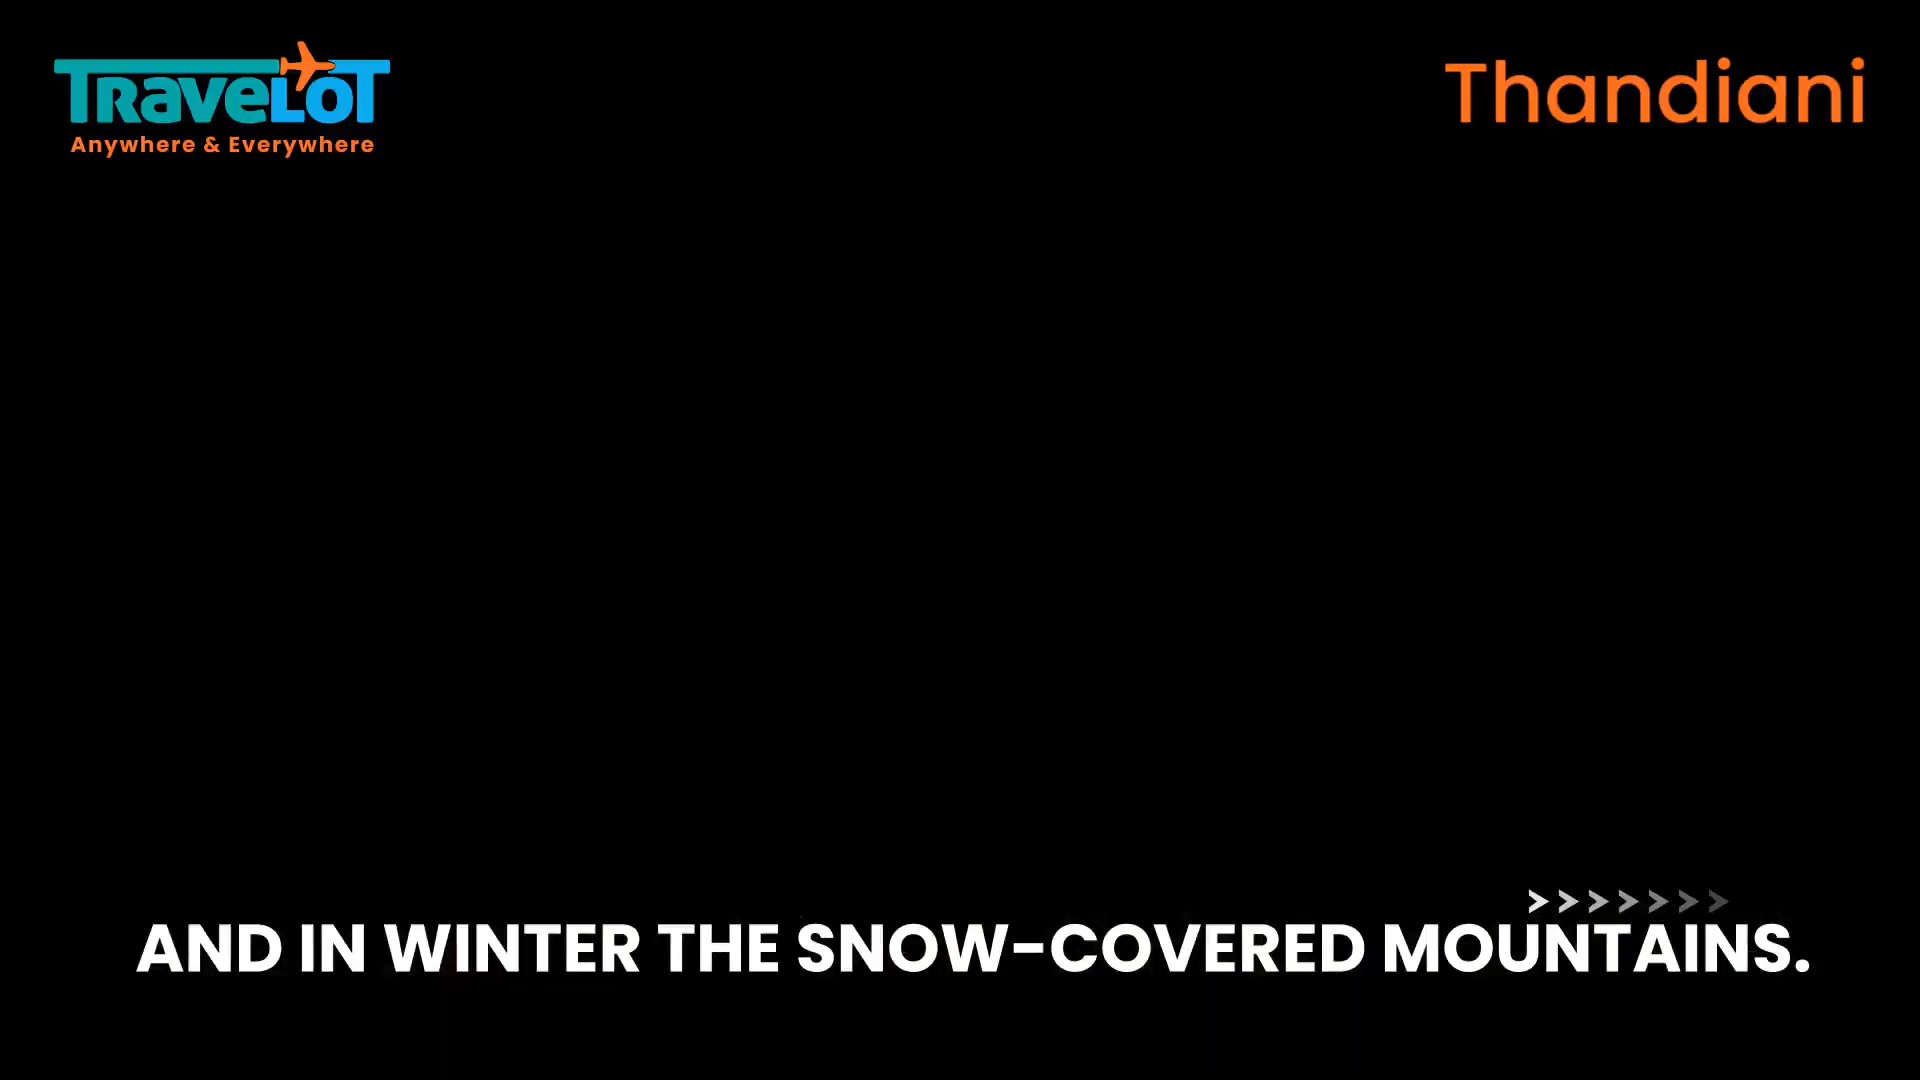 TRAVELOT
Anywhere & Everywhere
Thandiani
AND IN WINTER THE SNOW-COVERED MOUNTAINS.